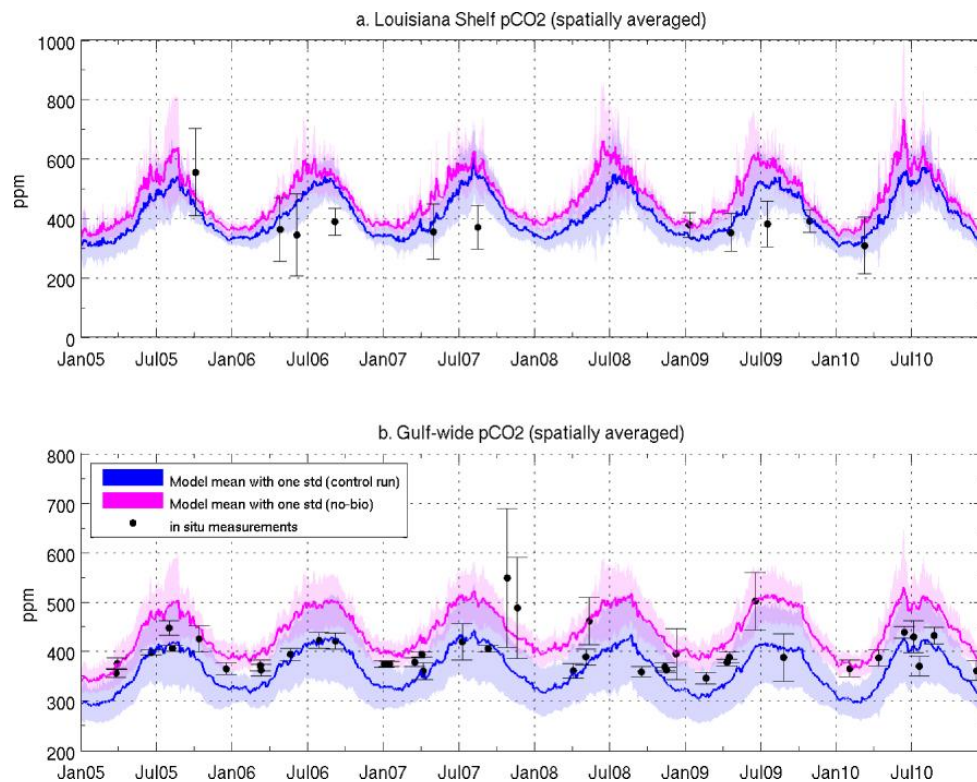 a. Louisiana Shelf pCO2 (spatially averaged)
1000
800
600
400
200
0
ppm
Jan05 Jul05 Jan06 Jul06 Jan07 Jul07 Jan08 Jul08 Jan09 Jul09 Jan10 Jul10
b. Gulf-wide pCO2 (spatially averaged)
800
700
600
500
400
300
200
ppm
Model mean with one std (control run)
Model mean with one std (no-bio)
in situ measurements
Jan05 Jul05 Jan06 Jul06 Jan07 Jul07 Jan08 Jul08 Jan09 Jul09 Jan10 Jul10